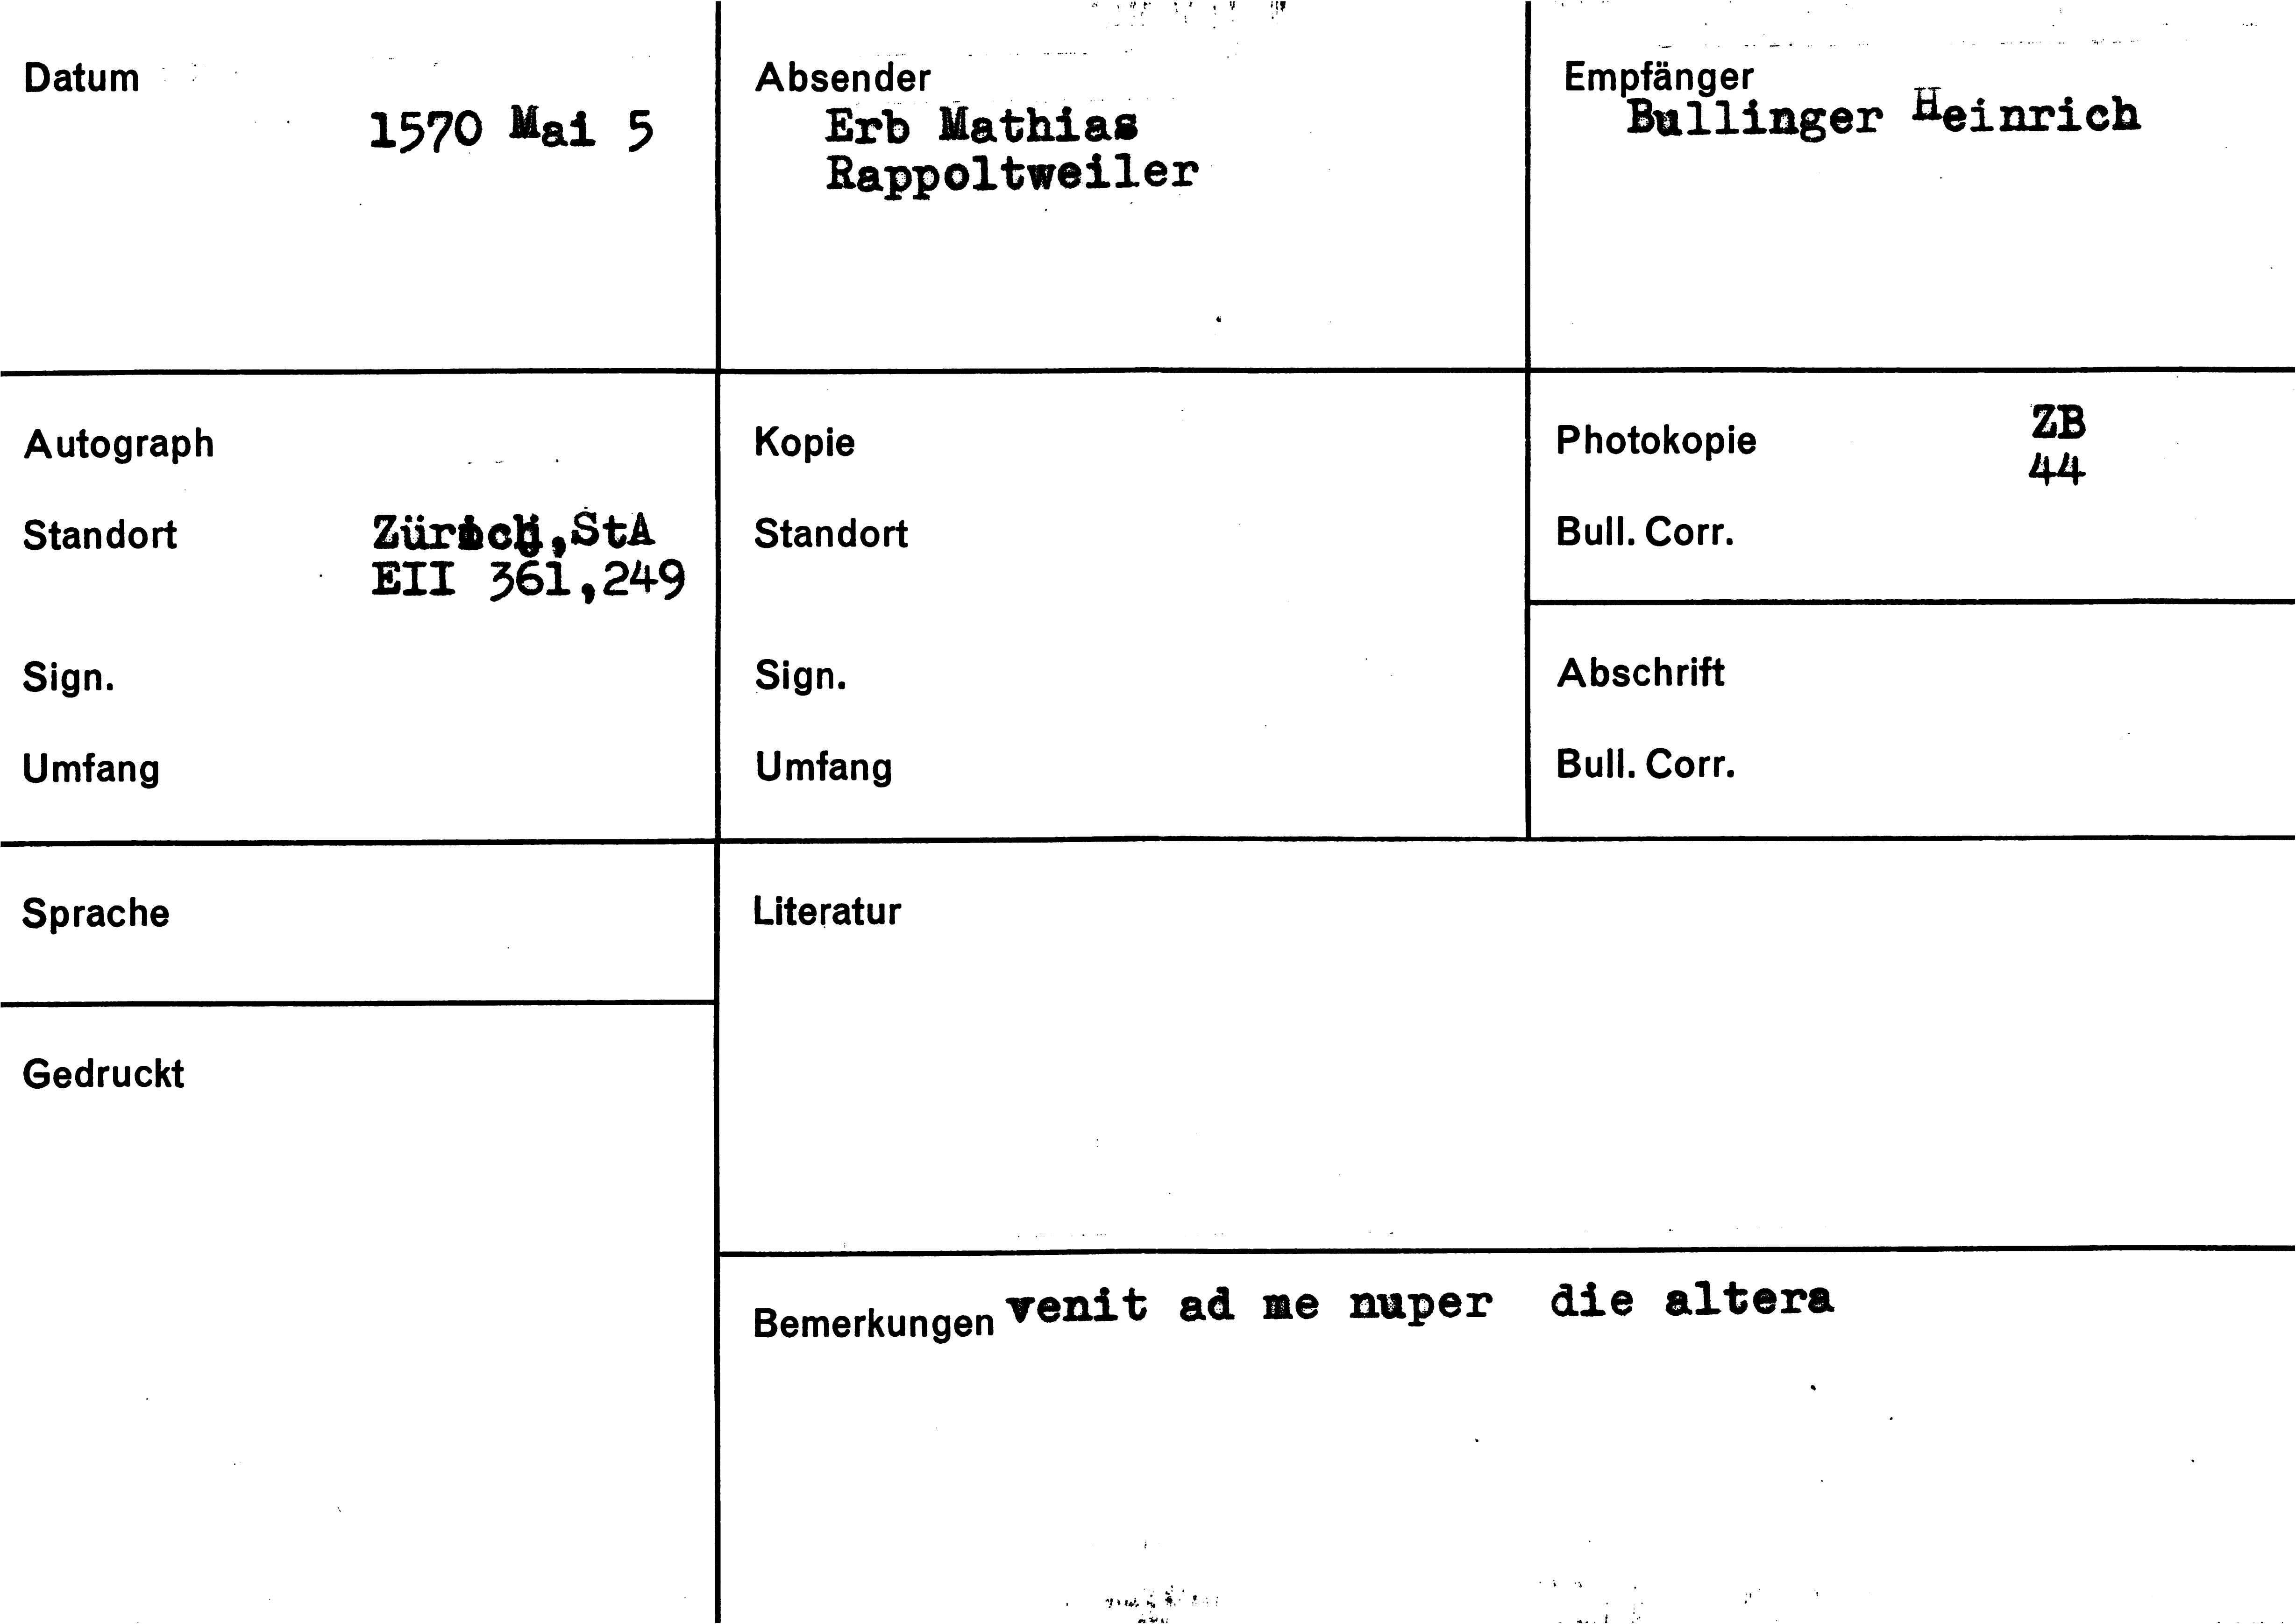 Datum
1570 Mai 5
Absender
Erb Mathias
Rappoltweiler
Empfänger
Bullinger Heinrich
Autograph
Standort
Zürich,StA
EII 361,249
Sign.
Umfang
Kopie
Standort
Sign.
Umfang
Photokopie
ZB
44
Bull. Corr.
Abschrift
Bull. Corr.
Sprache
Gedruckt
Literatur
Bemerkungen venit ad me nuper die altera